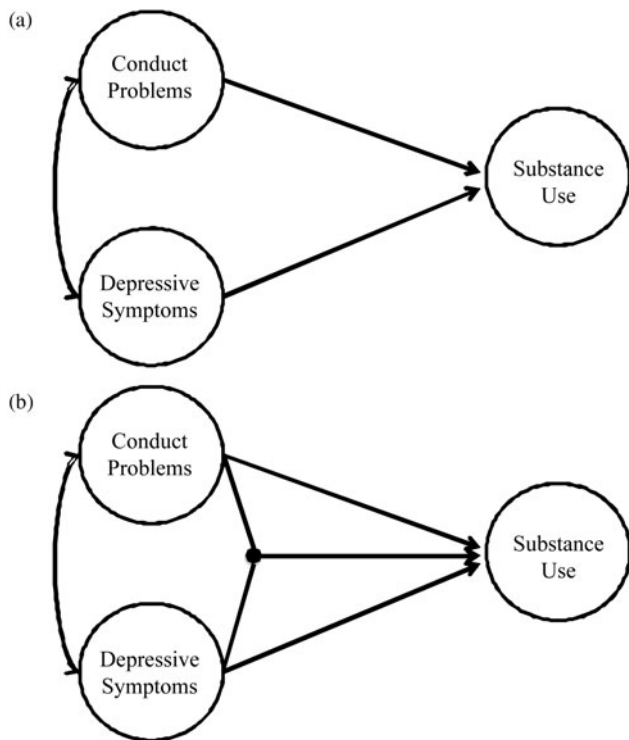 (a)
Conduct
Problems
Substance
Use
Depressive
Symptoms
(b)
Conduct
Problems
Substance
Use
Depressive
Symptoms